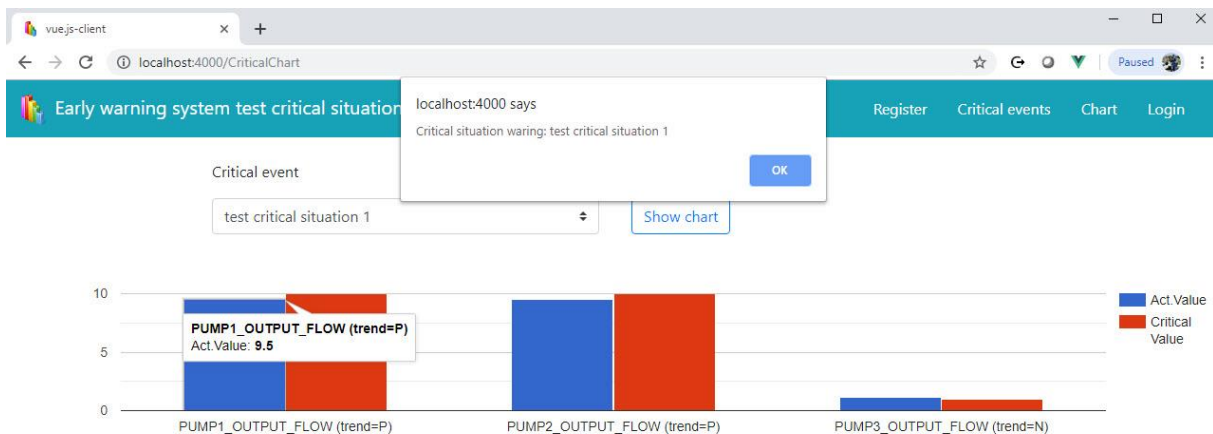 vue.js-client
localhost:4000/CriticalChart
Paused
Early warning system test critical situation
Register
Critical events
Chart
Login
localhost:4000 says
Critical situation waring: test critical situation 1
OK
Critical event
test critical situation 1
Show chart
10
5
0
PUMP1_OUTPUT_FLOW (trend=P)
Act.Value: 9.5
Act.Value
Critical
Value
PUMP1_OUTPUT_FLOW (trend=P)
PUMP2_OUTPUT_FLOW (trend=P)
PUMP3_OUTPUT_FLOW (trend=N)